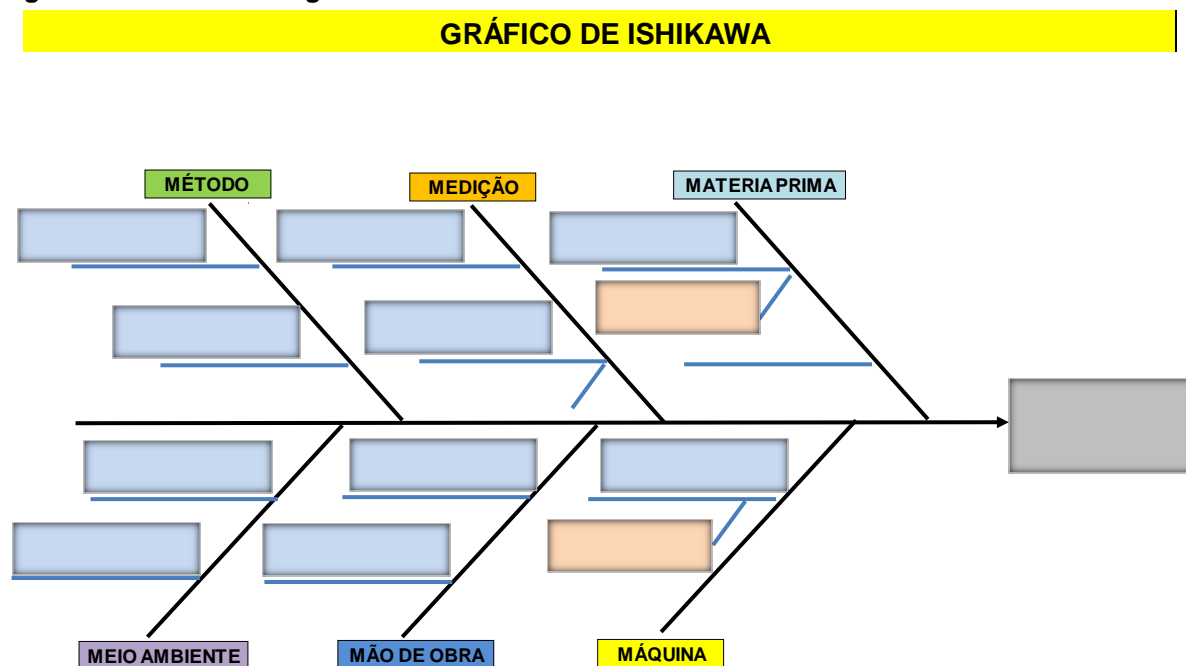 GRÁFICO DE ISHIKAWA
MÉTODO
MEDIÇÃO
MATERIA PRIMA
MEIO AMBIENTE
MÃO DE OBRA
MÁQUINA